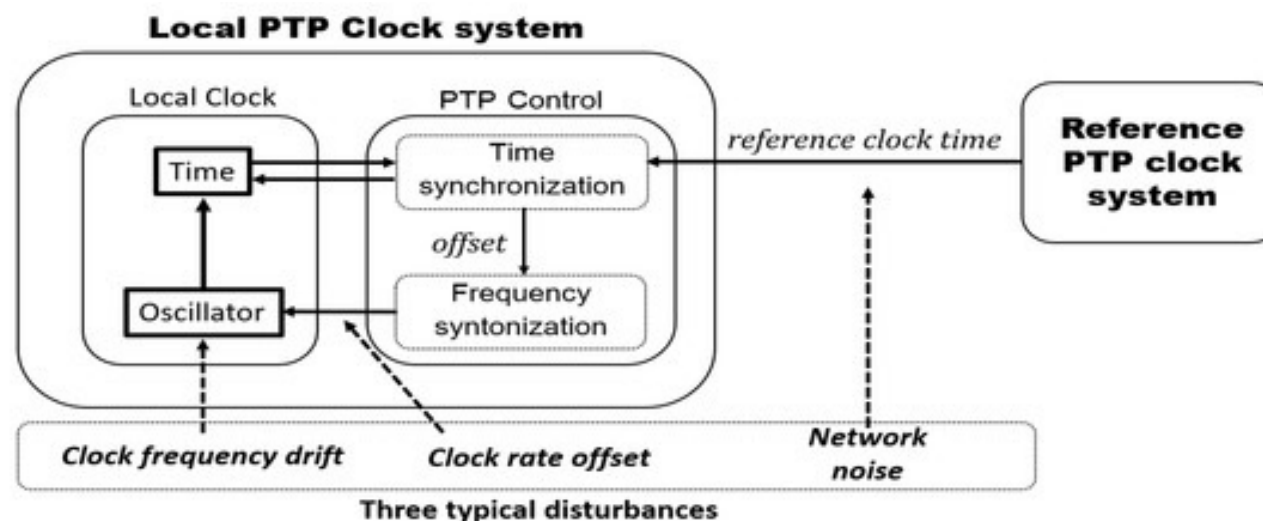 Local PTP Clock system
Local Clock
PTP Control
Time
Time
synchronization
reference clock time
Reference
PTP clock
system
offset
Oscillator
Frequency
syntonization
Clock frequency drift
Clock rate offset
Network
noise
Three typical disturbances